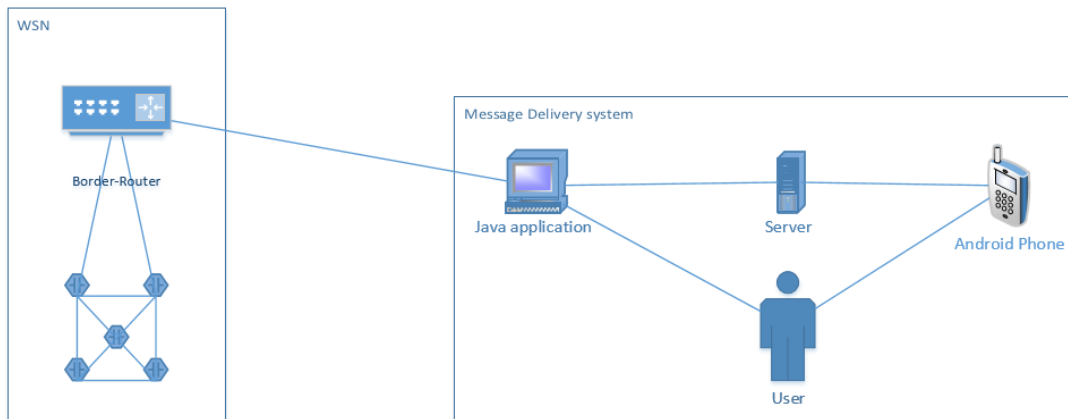 WSN
Border-Router
Message Delivery system
Java application
Server
Android Phone
User